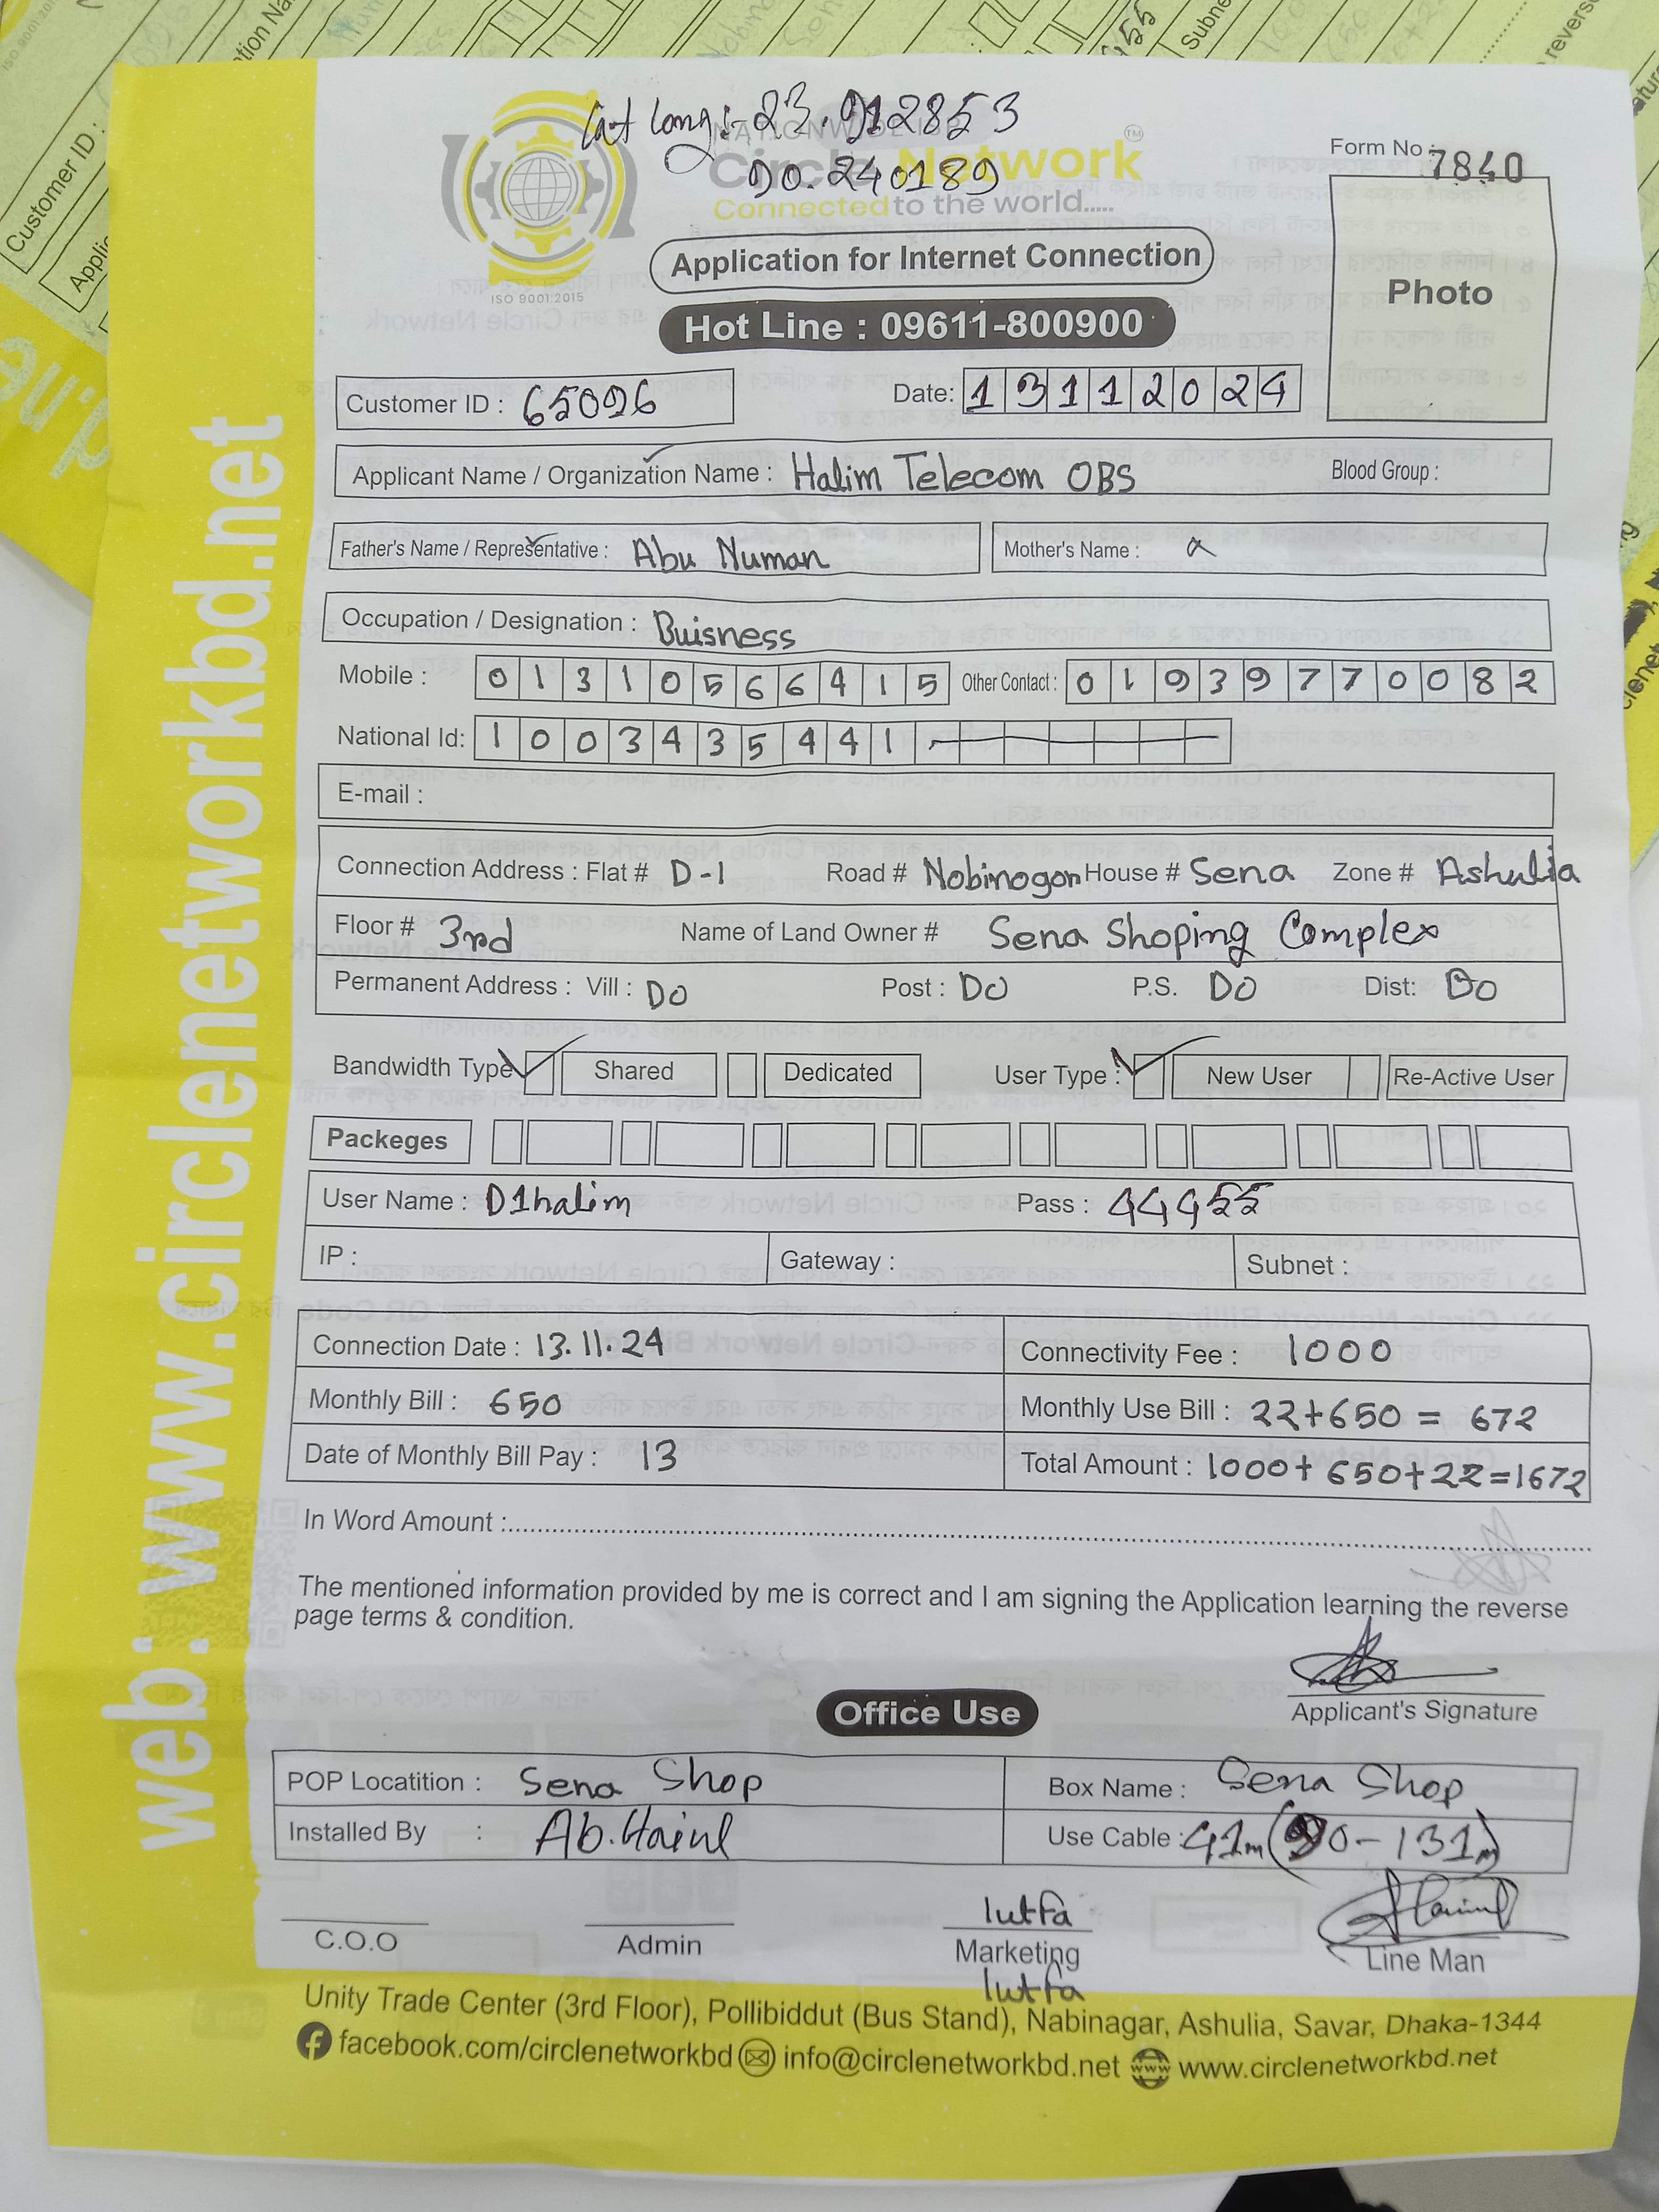 Lat long:- 23.912853
90.240189
NATIONWIDE ISP
Circle Network TM
Connected to the world.....
ISO 9001:2015
Application for Internet Connection
Hot Line : 09611-800900
Form No : 7840
Photo
Customer ID : 65096
Date: 13112024
Applicant Name / Organization Name : Halim Telecom OBS Blood Group :
Father's Name / Representative : Abu Numan Mother's Name : x
Occupation / Designation : Buisness
Mobile : 01310566415 Other Contact : 01939770082
National Id: 1003435441
E-mail :
Connection Address : Flat # D-1 Road # Nobinogon House # Sena Zone # Ashulia
Floor # 3rd Name of Land Owner # Sena Shoping Complex
Permanent Address : Vill : DO Post : DO P.S. DO Dist: DO
Bandwidth Type : Shared Dedicated User Type : New User Re-Active User
Packeges
User Name : D1halim Pass : 44455
IP : Gateway : Subnet :
Connection Date : 13.11.24 Connectivity Fee : 1000
Monthly Bill : 650 Monthly Use Bill : 22+650 = 672
Date of Monthly Bill Pay : 13 Total Amount : 1000+ 650+22=1672
In Word Amount :
The mentioned information provided by me is correct and I am signing the Application learning the reverse
page terms & condition.
Applicant's Signature
Office Use
POP Locatition : Sena Shop Box Name : Sena Shop
Installed By : Ab. Use Cable : 41m (90-131m)
lutfa
C.O.O Admin Marketing Line Man
lutfa
Unity Trade Center (3rd Floor), Pollibiddut (Bus Stand), Nabinagar, Ashulia, Savar, Dhaka-1344
facebook.com/circlenetworkbd info@circlenetworkbd.net www.circlenetworkbd.net
web: www.circlenetworkbd.net
Customer ID :